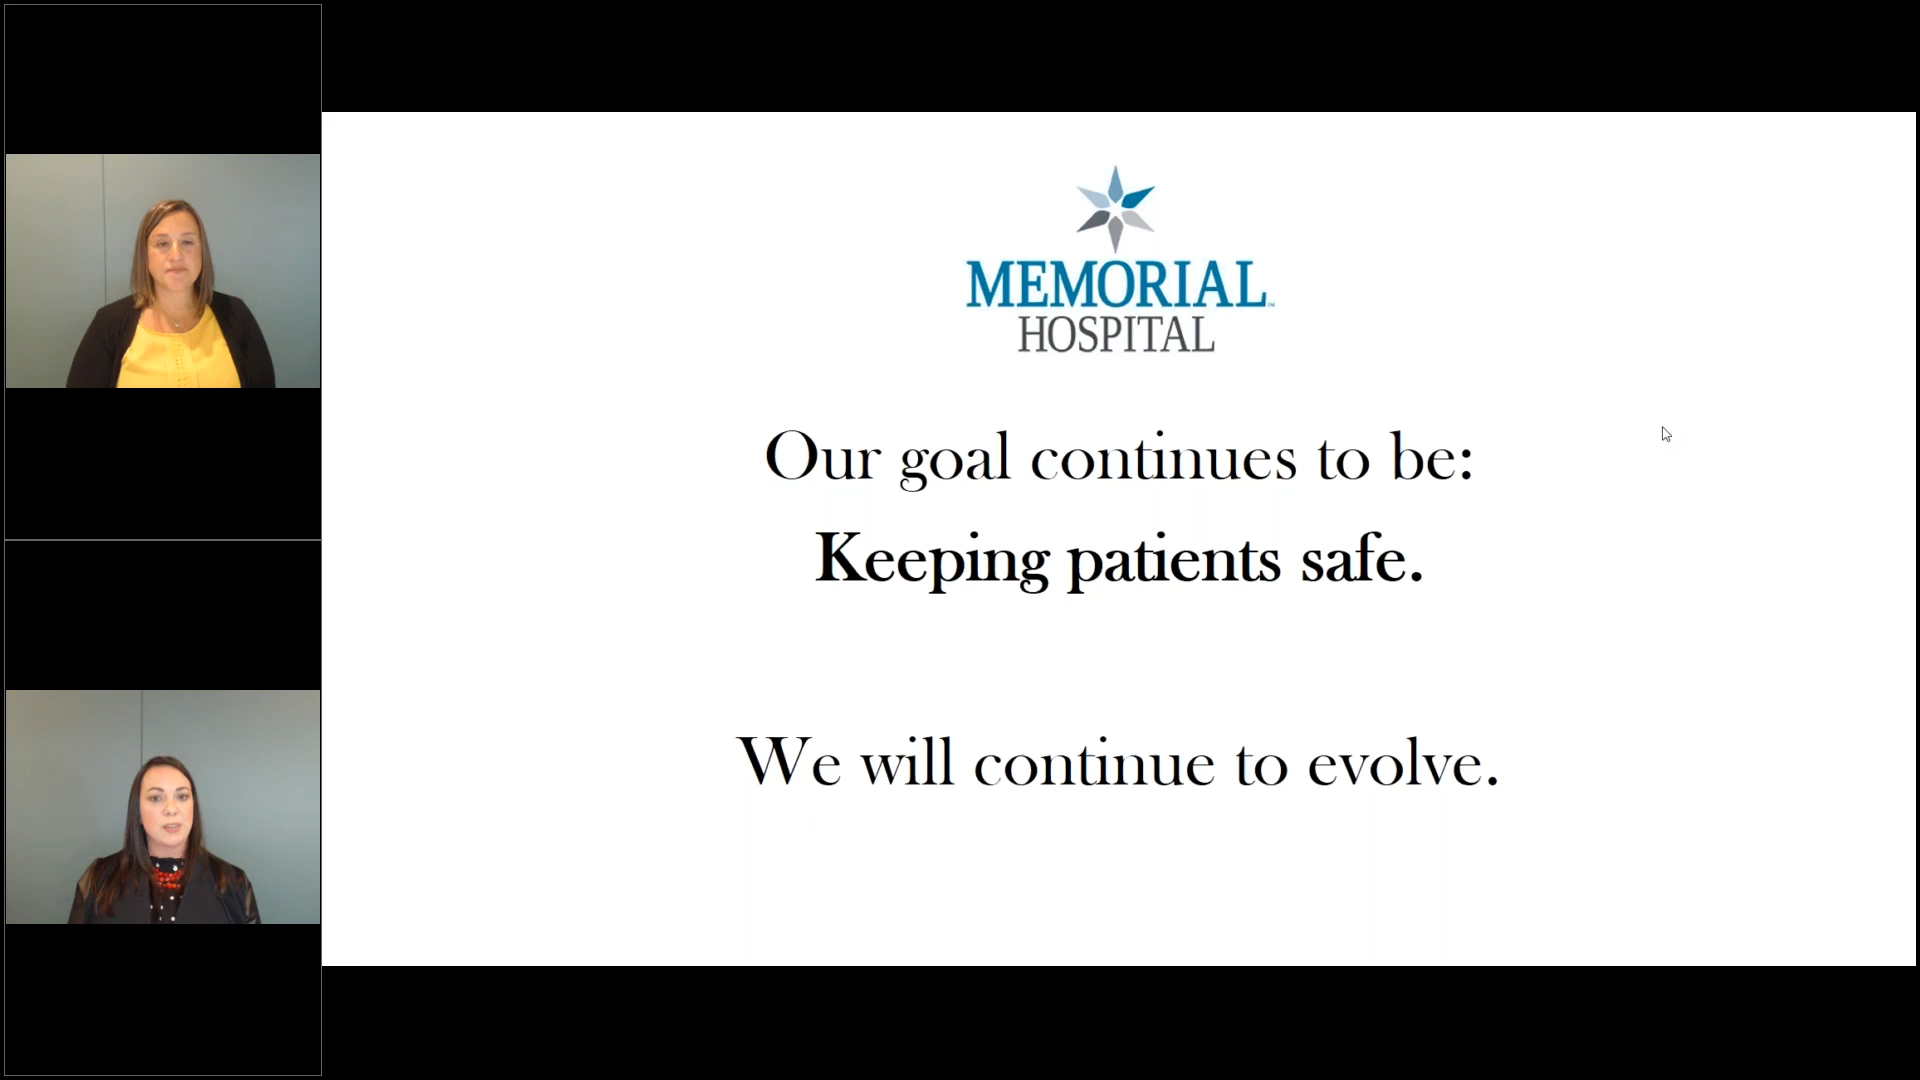 MEMORIAL
HOSPITAL
Our goal continues to be:
Keeping patients safe.
We will continue to evolve.